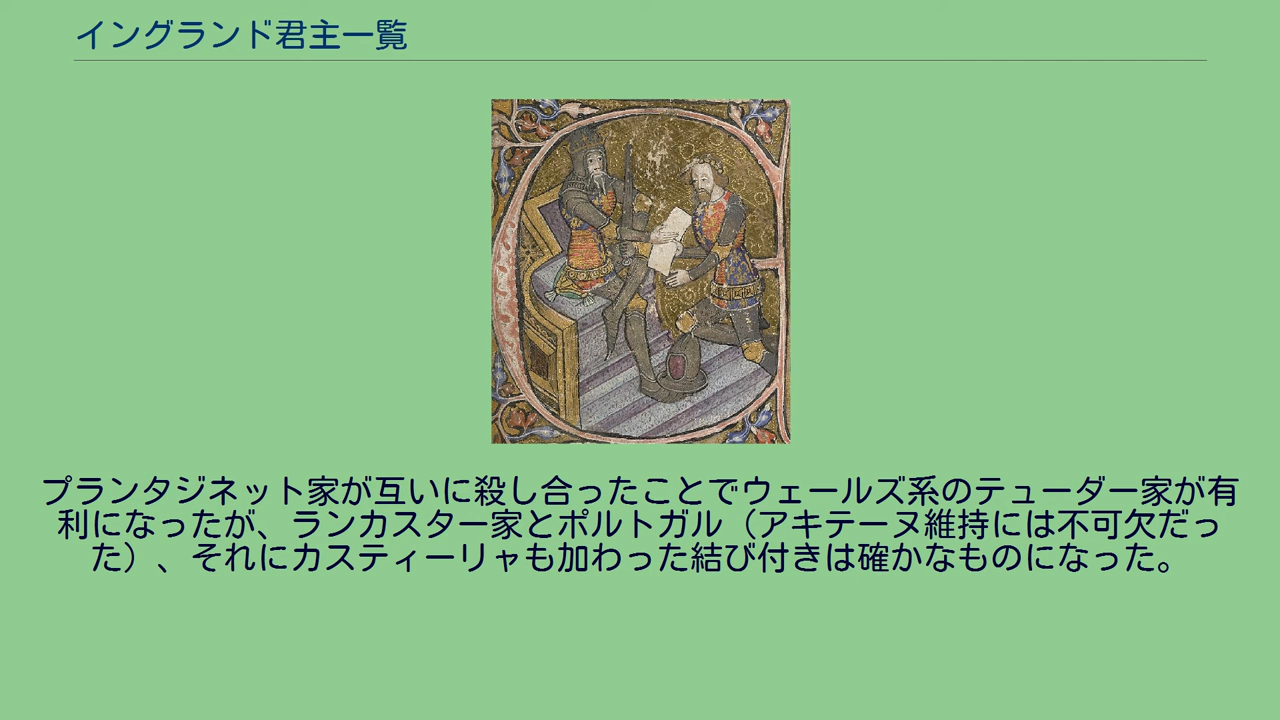 イングランド君主一覧
プランタジネット家が互いに殺し合ったことでウェールズ系のテューダー家が有
利になったが、ランカスター家とポルトガル（アキテーヌ維持には不可欠だっ
た）、それにカスティーリャも加わった結び付きは確かなものになった。